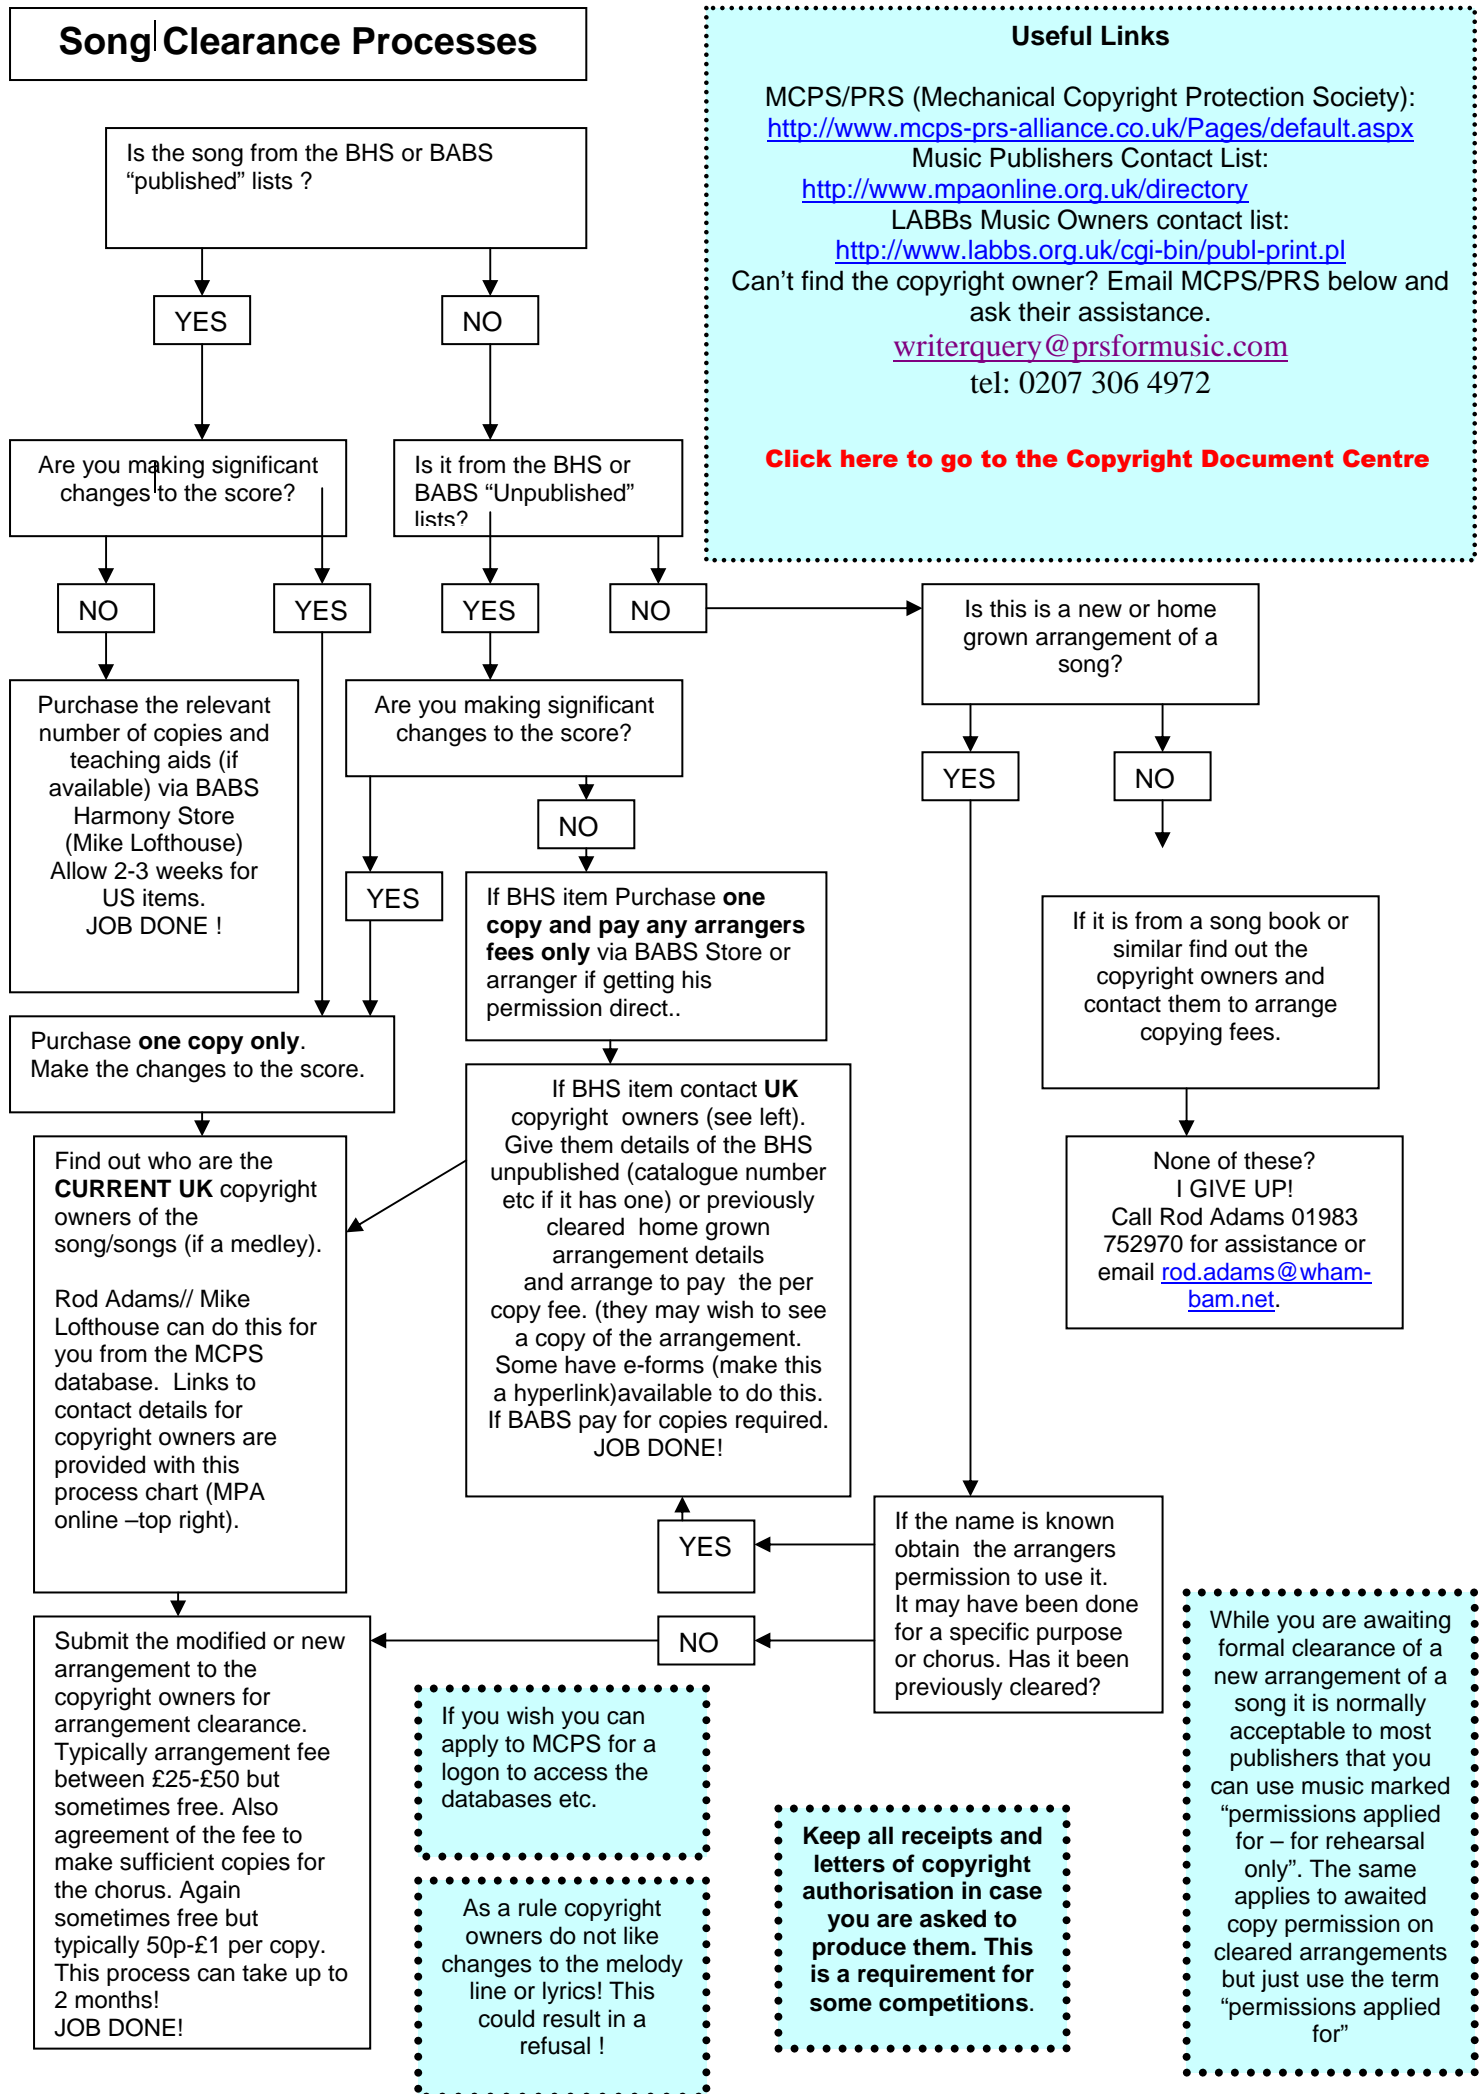 Song Clearance Processes
Useful Links
MCPS/PRS (Mechanical Copyright Protection Society):
http://www.mcps-prs-alliance.co.uk/Pages/default.aspx
Music Publishers Contact List:
http://www.mpaonline.org.uk/directory
LABBs Music Owners contact list:
http://www.labbs.org.uk/cgi-bin/publ-print.pl
Can't find the copyright owner? Email MCPS/PRS below and
ask their assistance.
writerquery@prsformusic.com
tel: 0207 306 4972
Click here to go to the Copyright Document Centre
Is the song from the BHS or BABS
“published” lists ?
YES
NO
Are you making significant
changes to the score?
Is it from the BHS or
BABS “Unpublished”
lists?
NO
YES
YES
NO
Is this is a new or home
grown arrangement of a
song?
Purchase the relevant
number of copies and
teaching aids (if
available) via BABS
Harmony Store
(Mike Lofthouse)
Allow 2-3 weeks for
US items.
JOB DONE !
Are you making significant
changes to the score?
YES
NO
NO
YES
If BHS item Purchase one
copy and pay any arrangers
fees only via BABS Store or
arranger if getting his
permission direct..
If it is from a song book or
similar find out the
copyright owners and
contact them to arrange
copying fees.
Purchase one copy only.
Make the changes to the score.
If BHS item contact UK
copyright  owners (see left).
Give them details of the BHS
unpublished (catalogue number
etc if it has one) or previously
cleared  home grown
arrangement details
and arrange to pay  the per
copy fee. (they may wish to see
a copy of the arrangement.
Some have e-forms (make this
a hyperlink)available to do this.
If BABS pay for copies required.
JOB DONE!
None of these?
I GIVE UP!
Call Rod Adams 01983
752970 for assistance or
email rod.adams@wham-
bam.net.
Find out who are the
CURRENT UK copyright
owners of the
song/songs (if a medley).
Rod Adams// Mike
Lofthouse can do this for
you from the MCPS
database.  Links to
contact details for
copyright owners are
provided with this
process chart (MPA
online –top right).
YES
If the name is known
obtain  the arrangers
permission to use it.
It may have been done
for a specific purpose
or chorus. Has it been
previously cleared?
NO
Submit the modified or new
arrangement to the
copyright owners for
arrangement clearance.
Typically arrangement fee
between £25-£50 but
sometimes free. Also
agreement of the fee to
make sufficient copies for
the chorus. Again
sometimes free but
typically 50p-£1 per copy.
This process can take up to
2 months!
JOB DONE!
If you wish you can
apply to MCPS for a
logon to access the
databases etc.
As a rule copyright
owners do not like
changes to the melody
line or lyrics! This
could result in a
refusal !
Keep all receipts and
letters of copyright
authorisation in case
you are asked to
produce them. This
is a requirement for
some competitions.
While you are awaiting
formal clearance of a
new arrangement of a
song it is normally
acceptable to most
publishers that you
can use music marked
“permissions applied
for – for rehearsal
only”. The same
applies to awaited
copy permission on
cleared arrangements
but just use the term
“permissions applied
for”